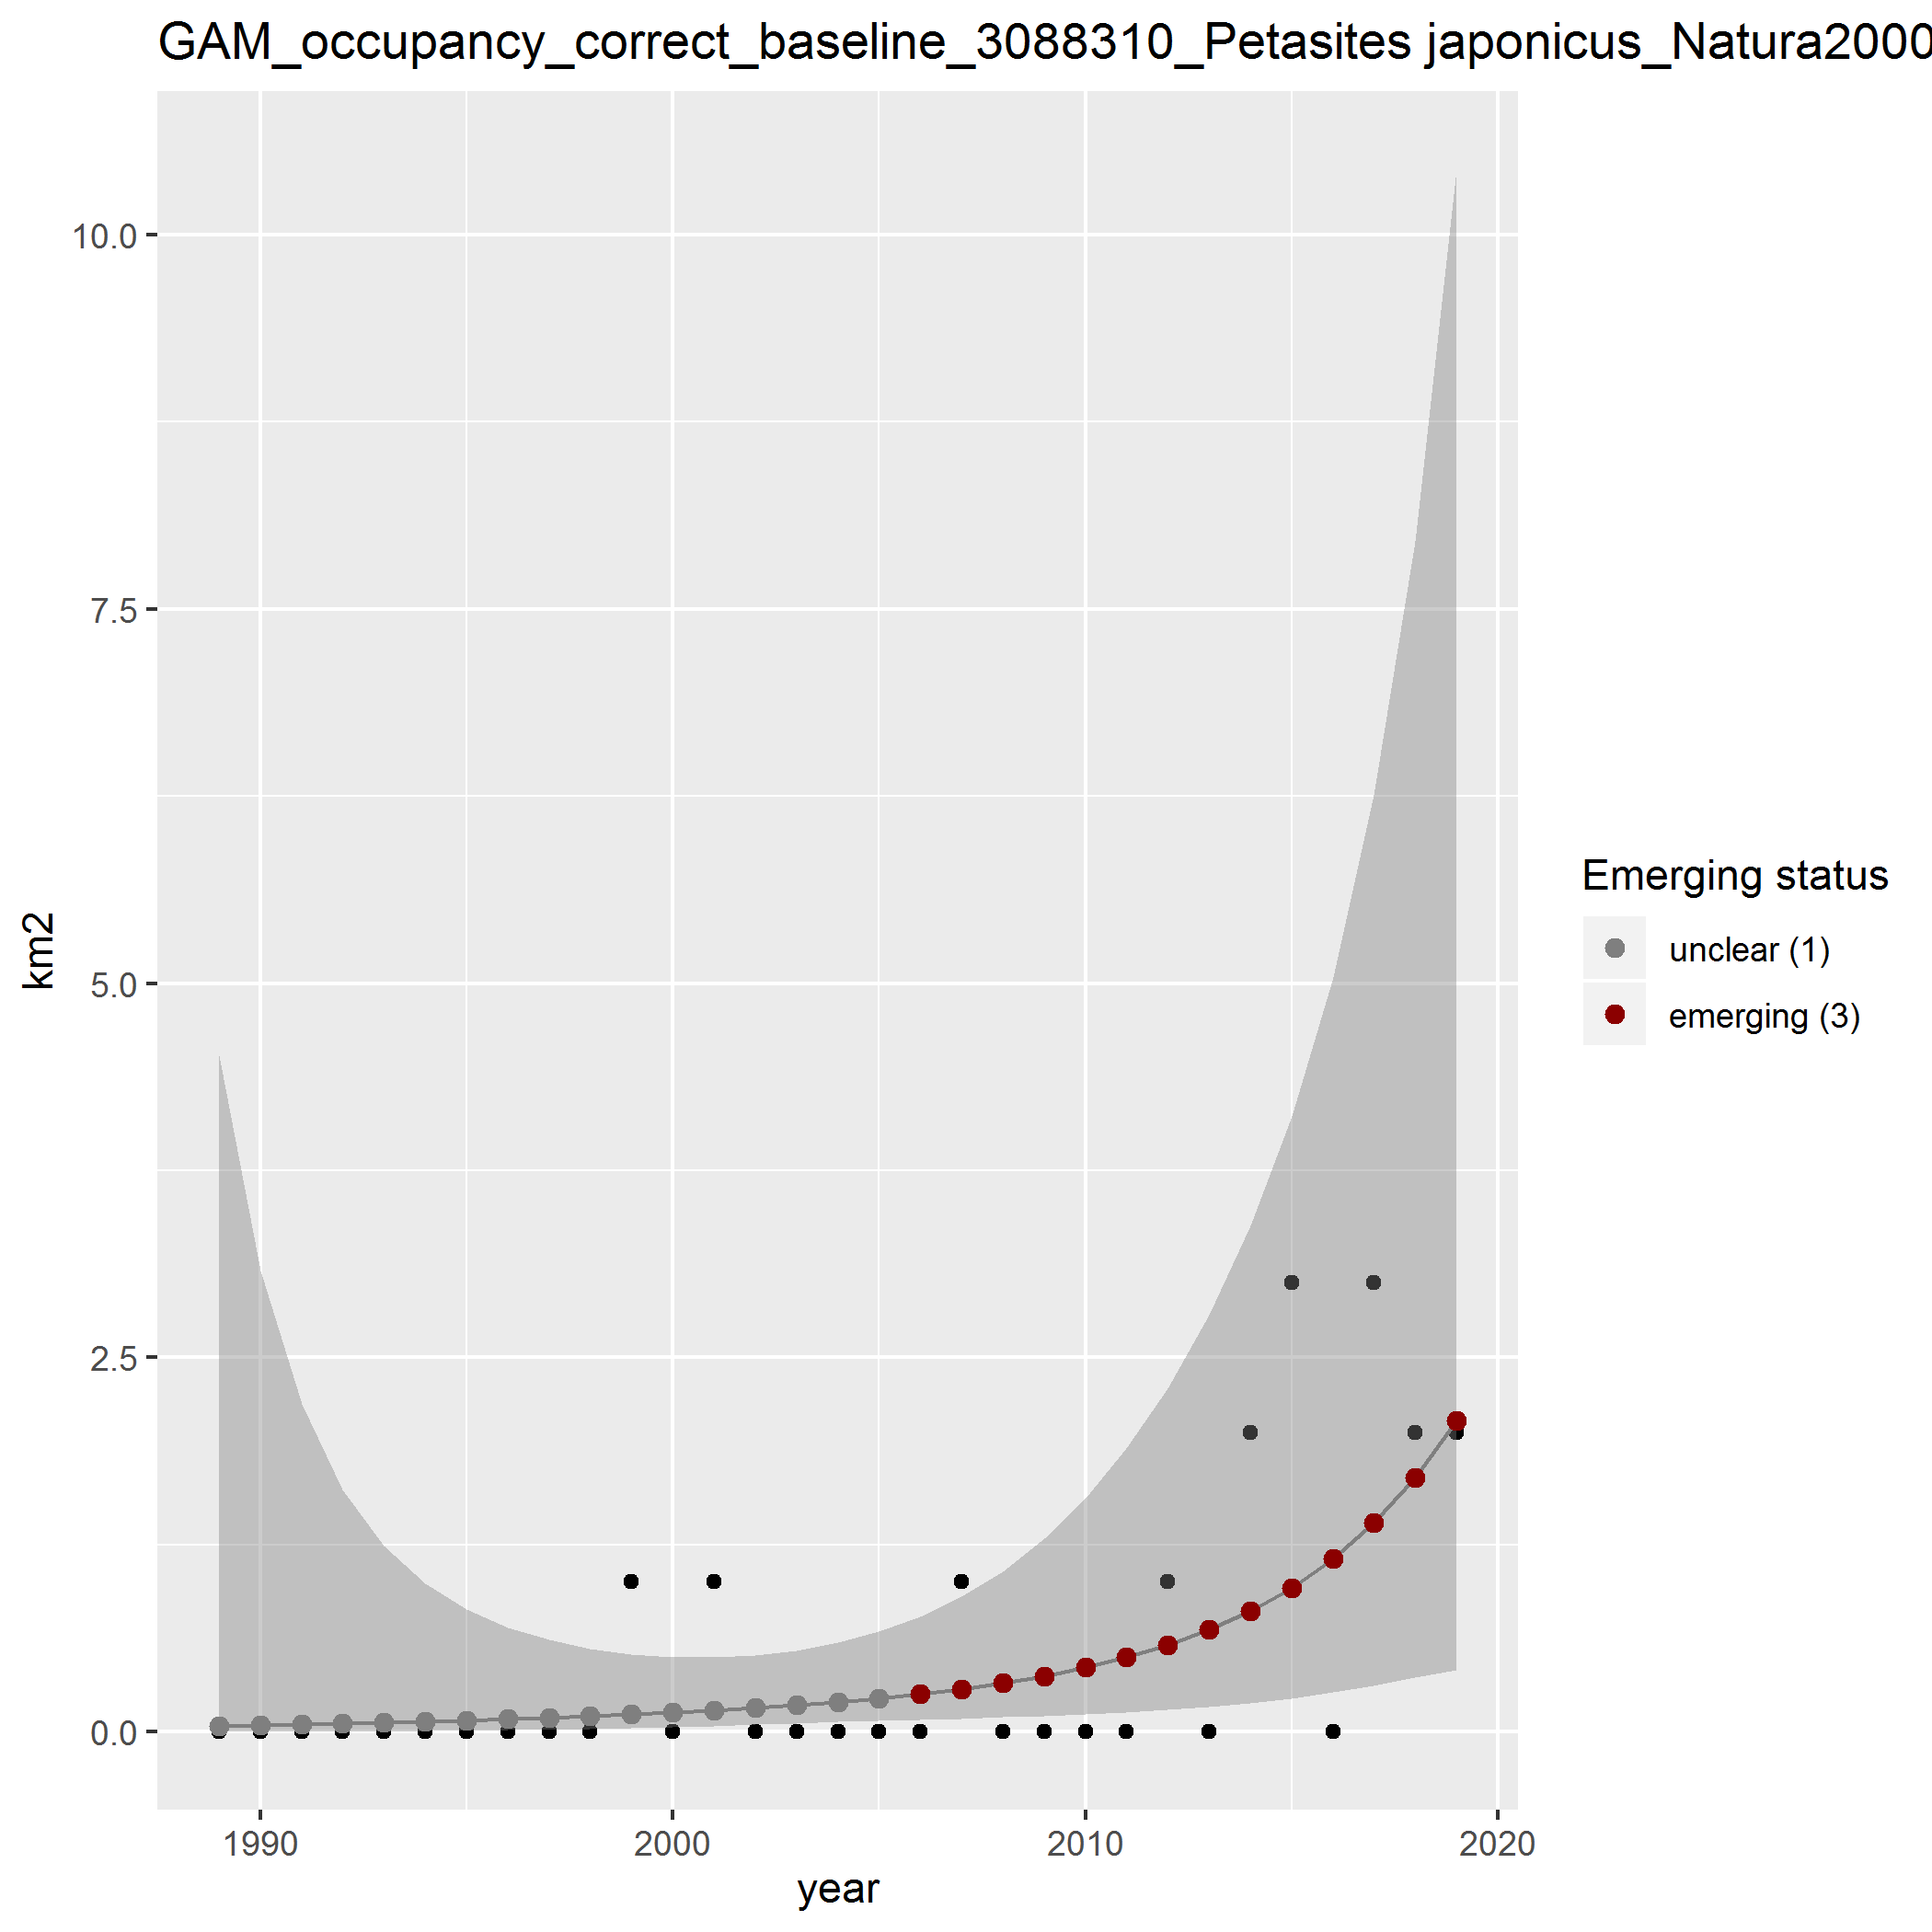 GAM_occupancy_correct_baseline_3088310_Petasites japonicus_Natura2000
10.0
7.5
5.0
2.5
0.0
km2
1990
2000
2010
2020
year
Emerging status
unclear (1)
emerging (3)